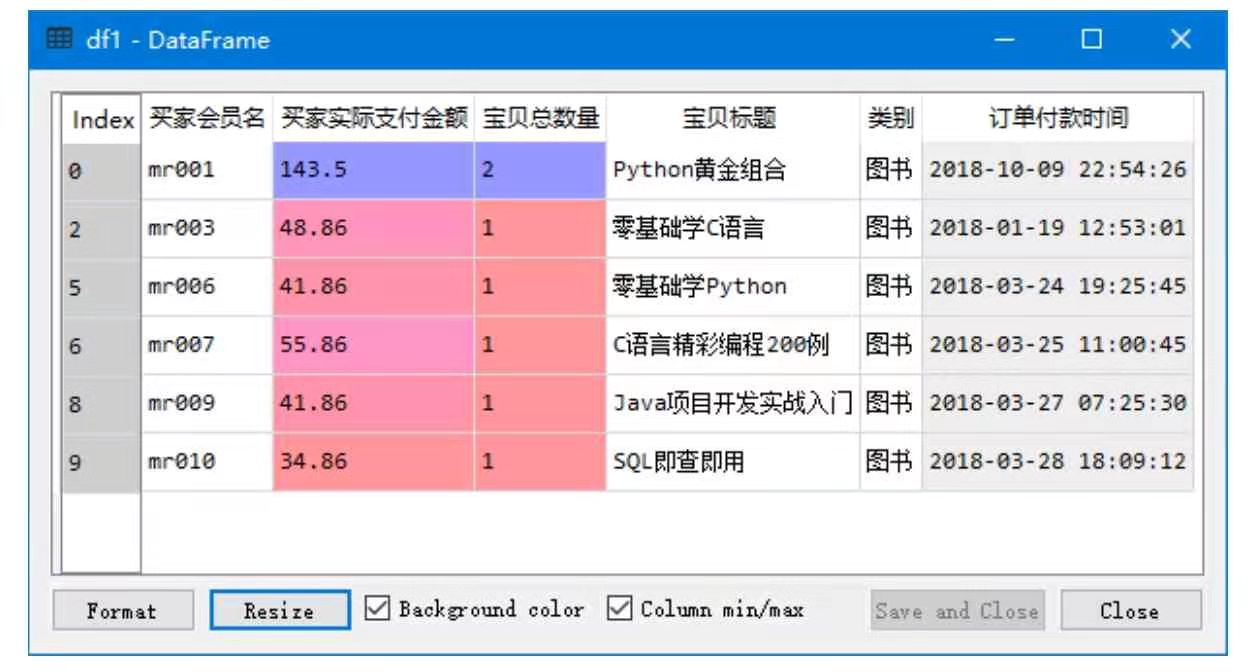 df1 - DataFrame
Index 买家会员名 买家实际支付金额 宝贝总数量 宝贝标题 类别 订单付款时间
0 mr001 143.5 2 Python黄金组合 图书 2018-10-09 22:54:26
2 mr003 48.86 1 零基础学C语言 图书 2018-01-19 12:53:01
5 mr006 41.86 1 零基础学Python 图书 2018-03-24 19:25:45
6 mr007 55.86 1 C语言精彩编程200例 图书 2018-03-25 11:00:45
8 mr009 41.86 1 Java项目开发实战入门 图书 2018-03-27 07:25:30
9 mr010 34.86 1 SQL即查即用 图书 2018-03-28 18:09:12
Format Resize Background color Column min/max Save and Close Close